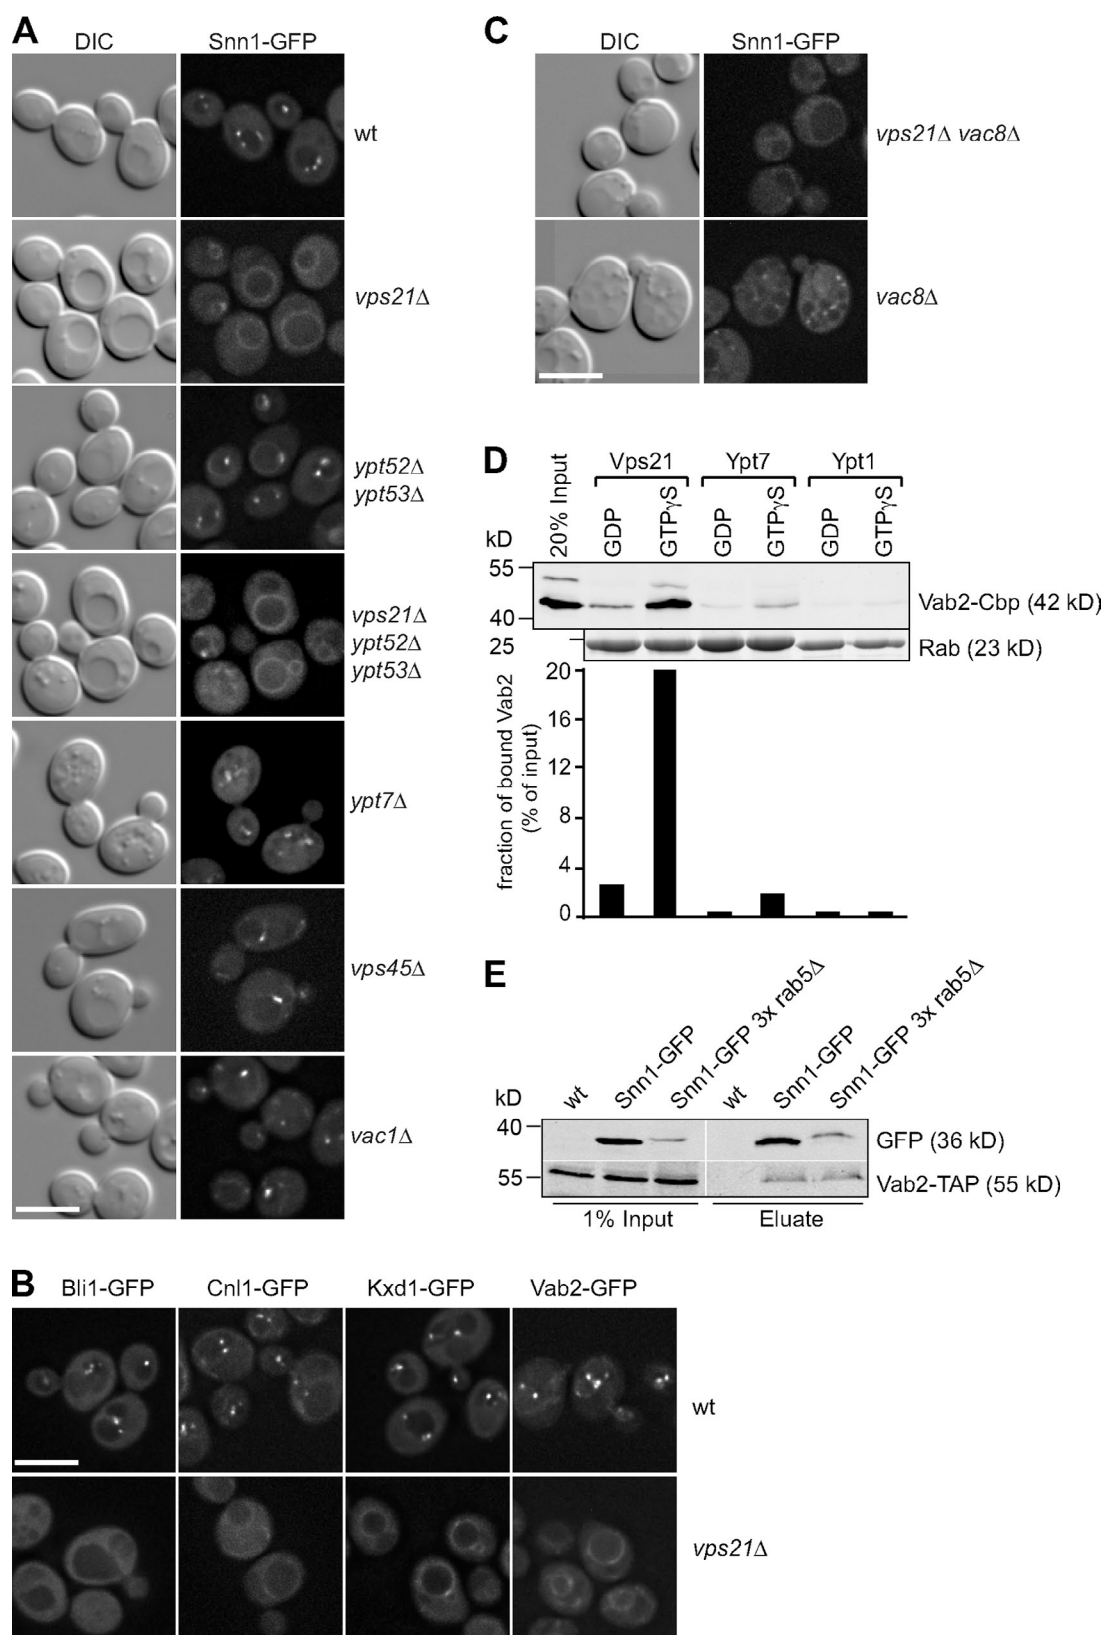 A
DIC
Snn1-GFP
wt
vps21Δ
ypt52Δ
ypt53Δ
vps21Δ
ypt52Δ
ypt53Δ
ypt7Δ
vps45Δ
vac1Δ
B
Bli1-GFP
Cnl1-GFP
Kxd1-GFP
Vab2-GFP
wt
vps21Δ
C
DIC
Snn1-GFP
vps21Δ vac8Δ
vac8Δ
D
Vps21
Ypt7
Ypt1
kD
20% Input
GDP
GTPγS
GDP
GTPγS
GDP
GTPγS
55
40
Vab2-Cbp (42 kD)
25
Rab (23 kD)
fraction of bound Vab2
(% of input)
20
16
12
8
4
0
E
kD
wt
Snn1-GFP
Snn1-GFP 3x rab5Δ
wt
Snn1-GFP
Snn1-GFP 3x rab5Δ
40
GFP (36 kD)
55
Vab2-TAP (55 kD)
1% Input
Eluate